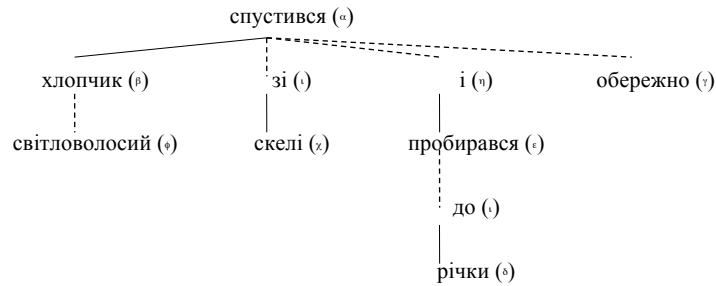 спустився (α)
хлопчик (β) зі (ι) і (η) обережно (γ)
світловолосий (ϕ) скелі (χ) пробирався (ε)
до (ι)
річки (δ)